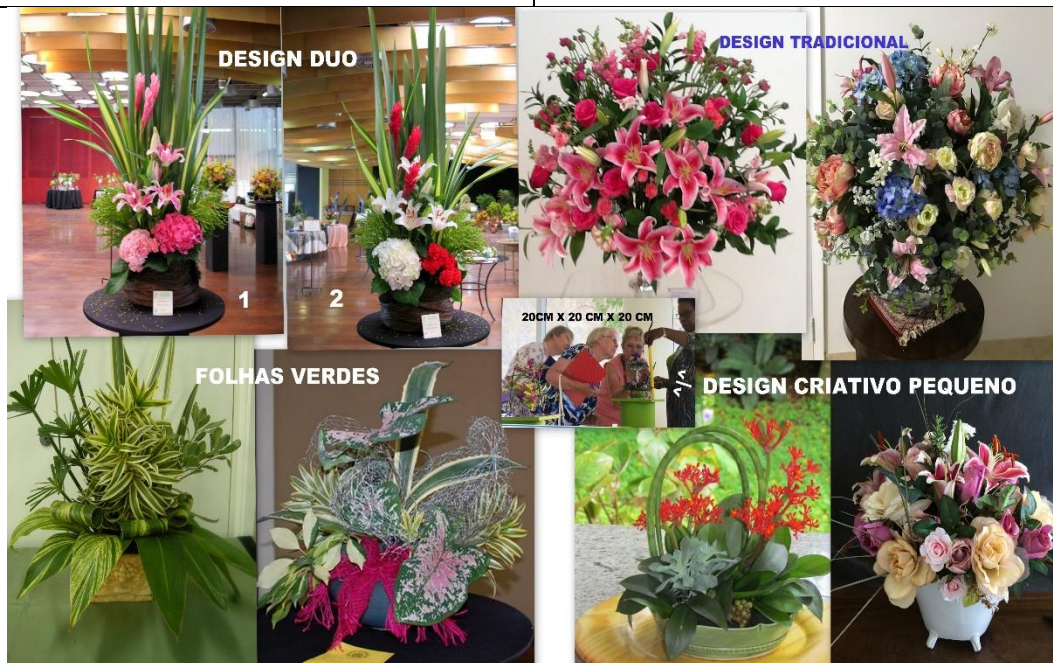 DESIGN DUO
DESIGN TRADICIONAL
1
2
20CM X 20 CM X 20 CM
FOLHAS VERDES
DESIGN CRIATIVO PEQUENO